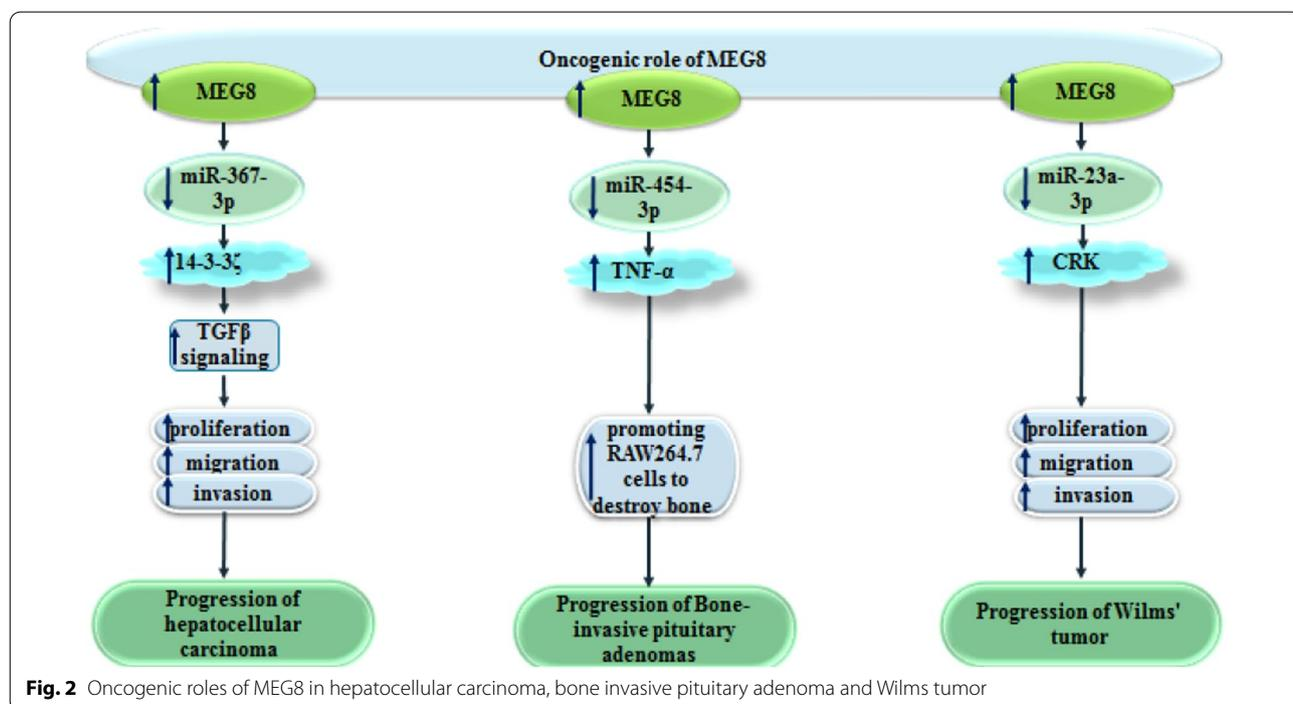 Oncogenic role of MEG8
MEG8
miR-367-
3p
14-3-3ζ
TGFβ
signaling
proliferation
migration
invasion
Progression of
hepatocellular
carcinoma
MEG8
miR-454-
3p
TNF-α
promoting
RAW264.7
cells to
destroy bone
Progression of Bone-
invasive pituitary
adenomas
MEG8
miR-23a-
3p
CRK
proliferation
migration
invasion
Progression of Wilms'
tumor
Fig. 2 Oncogenic roles of MEG8 in hepatocellular carcinoma, bone invasive pituitary adenoma and Wilms tumor